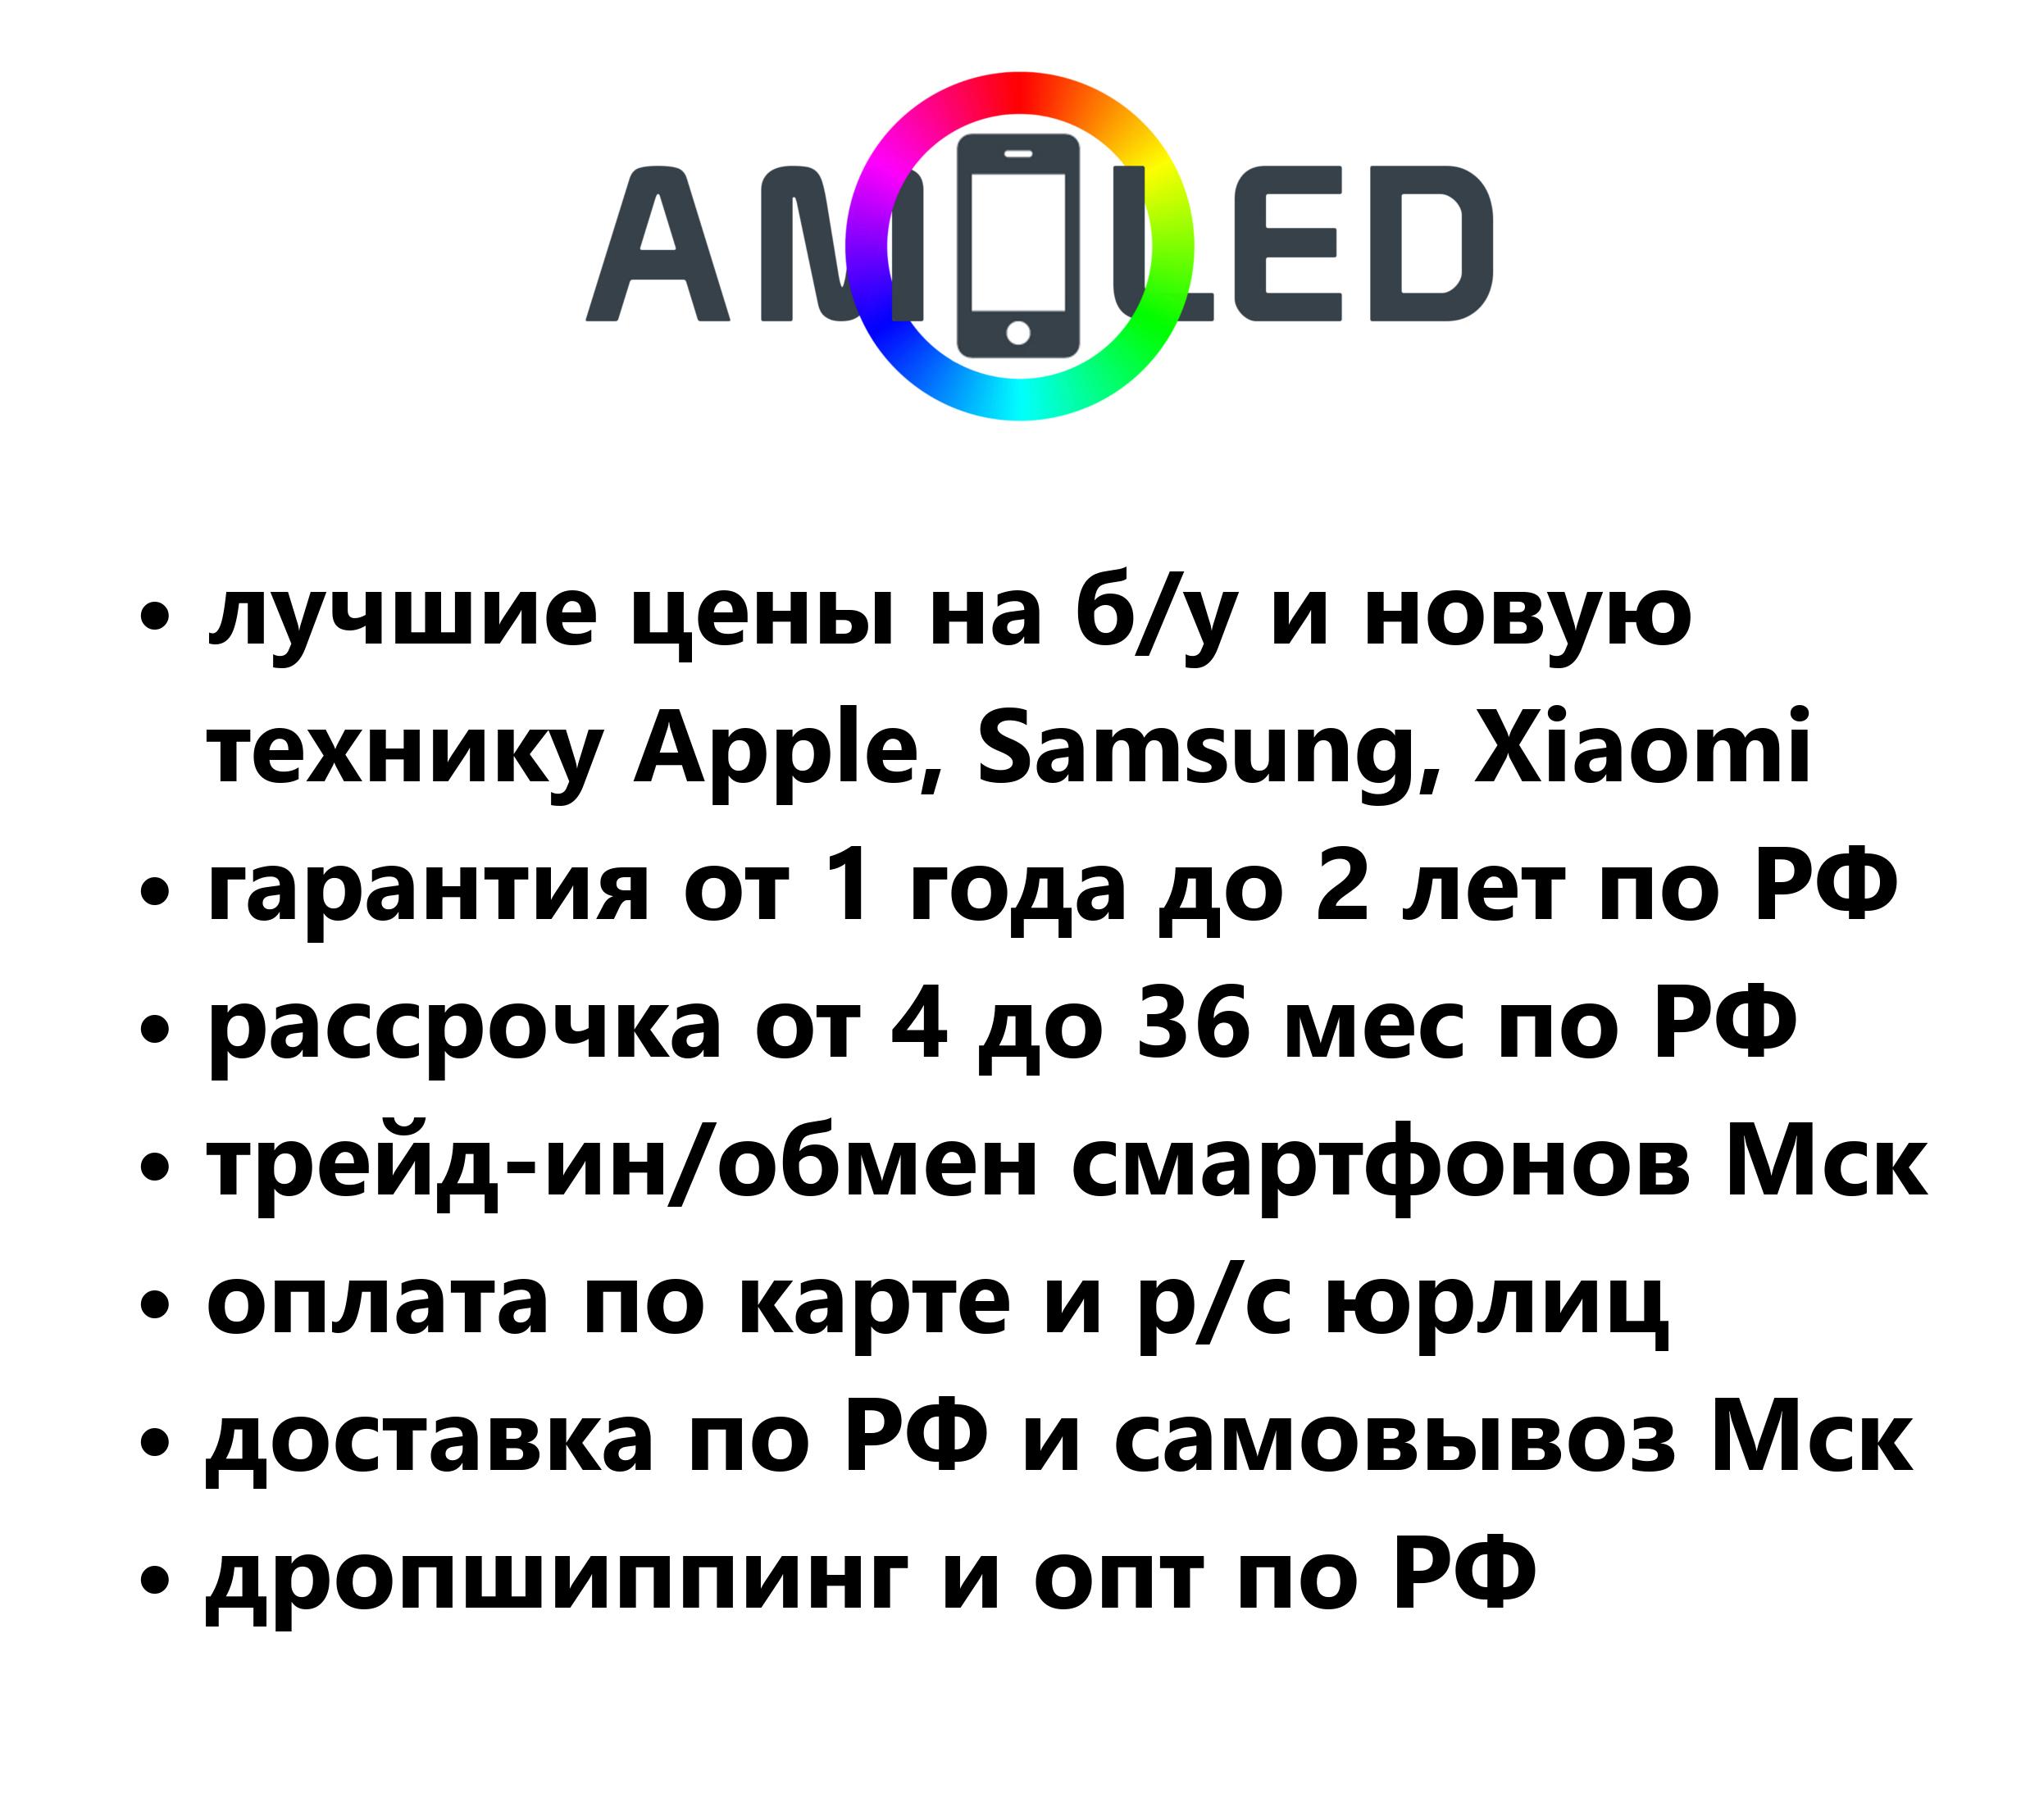 AMOLED
• лучшие цены на б/у и новую
технику Apple, Samsung, Xiaomi
• гарантия от 1 года до 2 лет по РФ
• рассрочка от 4 до 36 мес по РФ
• трейд-ин/обмен смартфонов Мск
• оплата по карте и р/с юрлиц
• доставка по РФ и самовывоз Мск
• дропшиппинг и опт по РФ